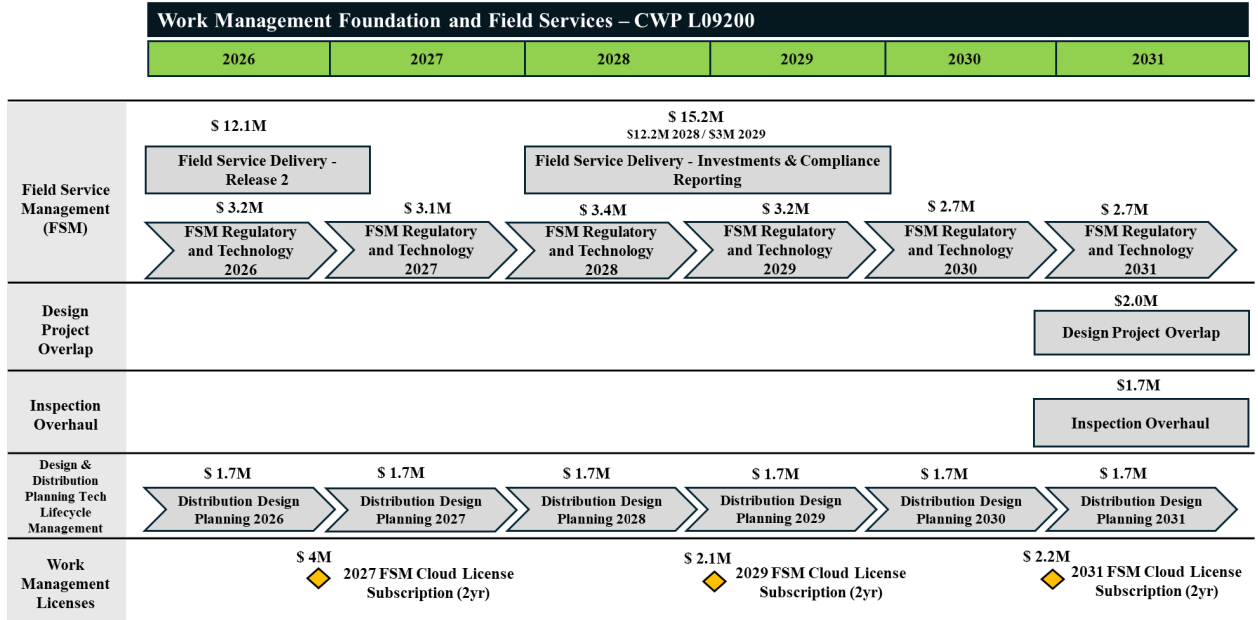 Work Management Foundation and Field Services – CWP L09200
2026
2027
2028
2029
2030
2031
Field Service
Management
(FSM)
$ 12.1M
Field Service Delivery -
Release 2
$ 15.2M
$12.2M 2028 / $3M 2029
Field Service Delivery - Investments & Compliance
Reporting
$ 3.2M
FSM Regulatory
and Technology
2026
$ 3.1M
FSM Regulatory
and Technology
2027
$ 3.4M
FSM Regulatory
and Technology
2028
$ 3.2M
FSM Regulatory
and Technology
2029
$ 2.7M
FSM Regulatory
and Technology
2030
$ 2.7M
FSM Regulatory
and Technology
2031
Design
Project
Overlap
$2.0M
Design Project Overlap
Inspection
Overhaul
$1.7M
Inspection Overhaul
Design &
Distribution
Planning Tech
Lifecycle
Management
$ 1.7M
Distribution Design
Planning 2026
$ 1.7M
Distribution Design
Planning 2027
$ 1.7M
Distribution Design
Planning 2028
$ 1.7M
Distribution Design
Planning 2029
$ 1.7M
Distribution Design
Planning 2030
$ 1.7M
Distribution Design
Planning 2031
Work
Management
Licenses
$ 4M
2027 FSM Cloud License
Subscription (2yr)
$ 2.1M
2029 FSM Cloud License
Subscription (2yr)
$ 2.2M
2031 FSM Cloud License
Subscription (2yr)